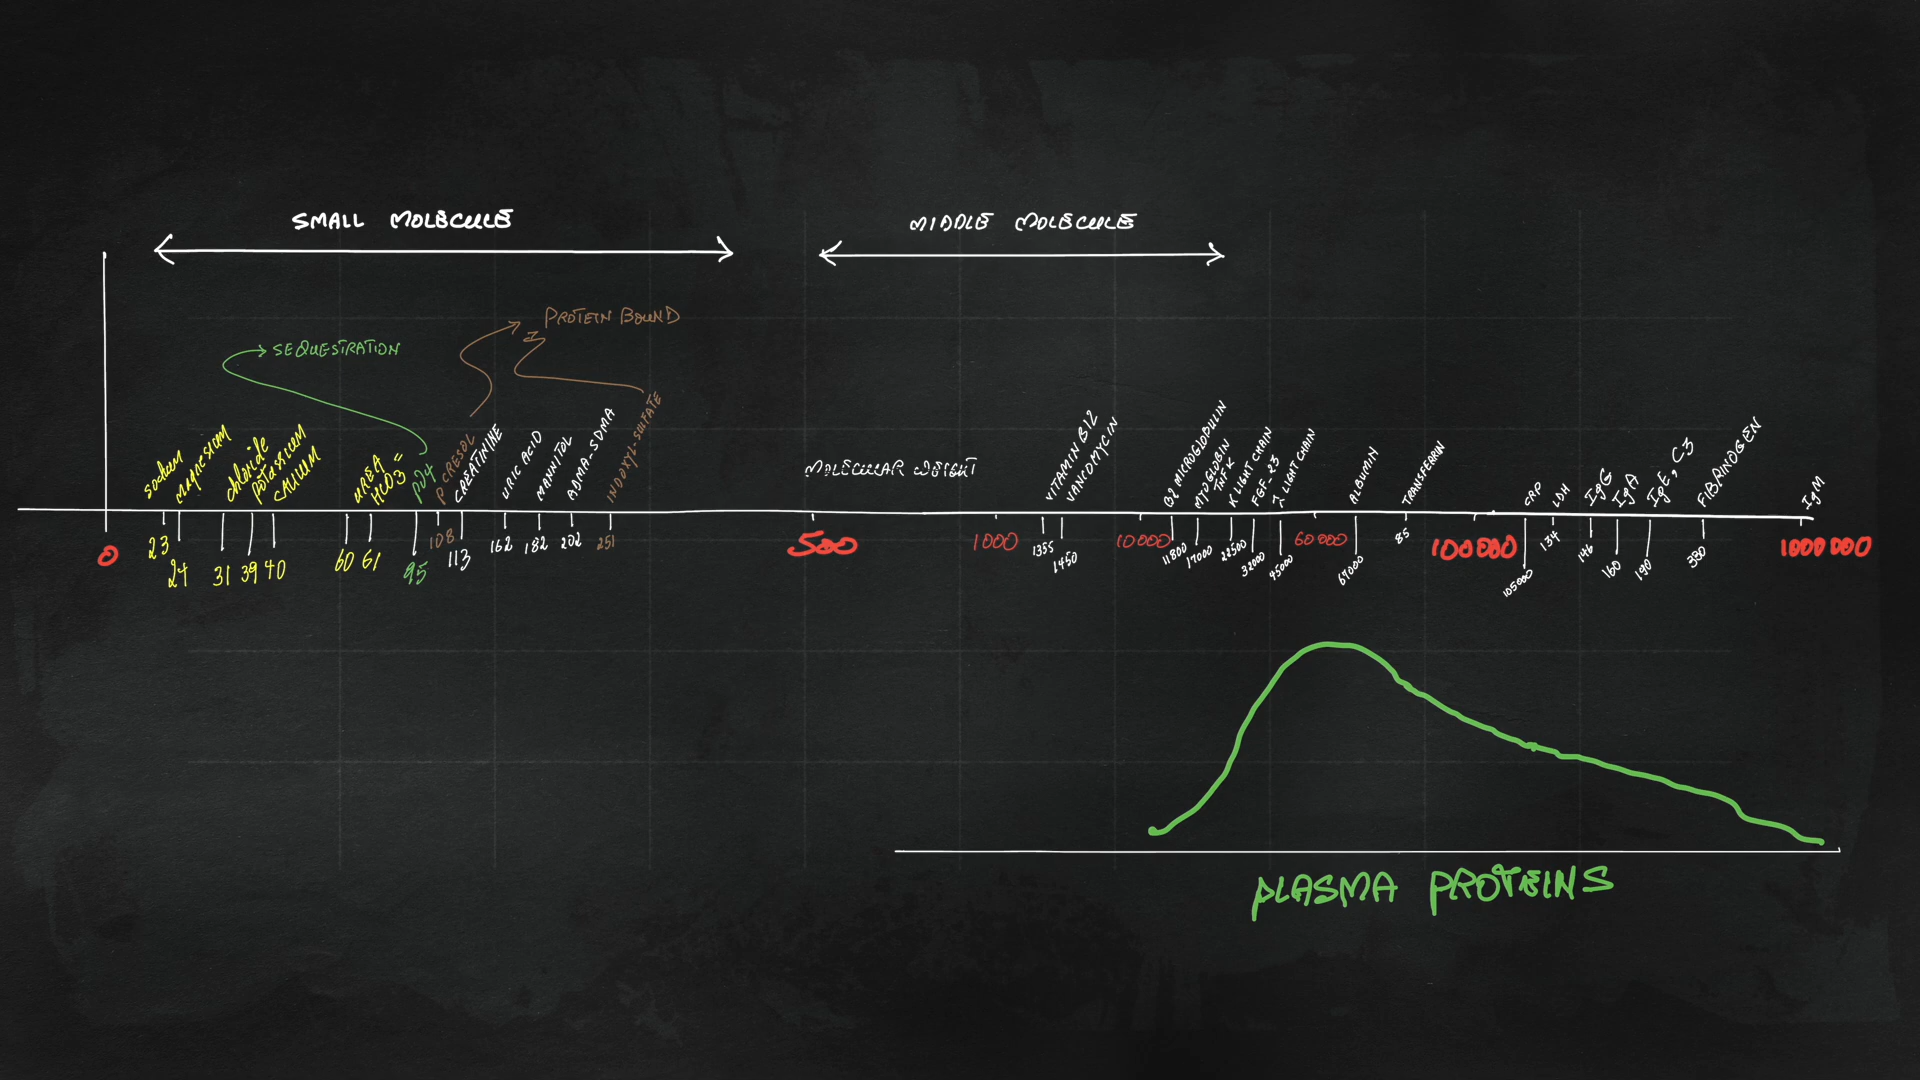 SMALL MOLECULE
MIDDLE MOLECULE
PROTEIN BOUND
SEQUESTRATION
sodium
magnesium
chloride
potassium
CALCIUM
UREA
HCO3
PO4
P CRESOL
CREATININE
URIC ACID
MANNITOL
ADMA-SDMA
INDOXYL-SULFATE
MOLECULAR WEIGHT
VITAMIN B12
VANCOMYCIN
B2 MICROGLOBULIN
MYOGLOBIN
K LIGHT CHAIN
FGF-23
LIGHT CHAIN
ALBUMIN
TRANSFERRIN
CRP
LDH
IgG
IgA
IgE, C3
FIBRINOGEN
IgM
0
23
24
31
39
40
60
61
95
108
113
162
182
202
251
500
1000
1355
1450
10000
11800
17000
22500
32000
45000
60000
67000
85
100000
105000
134
146
160
190
380
1000000
PLASMA PROTEINS